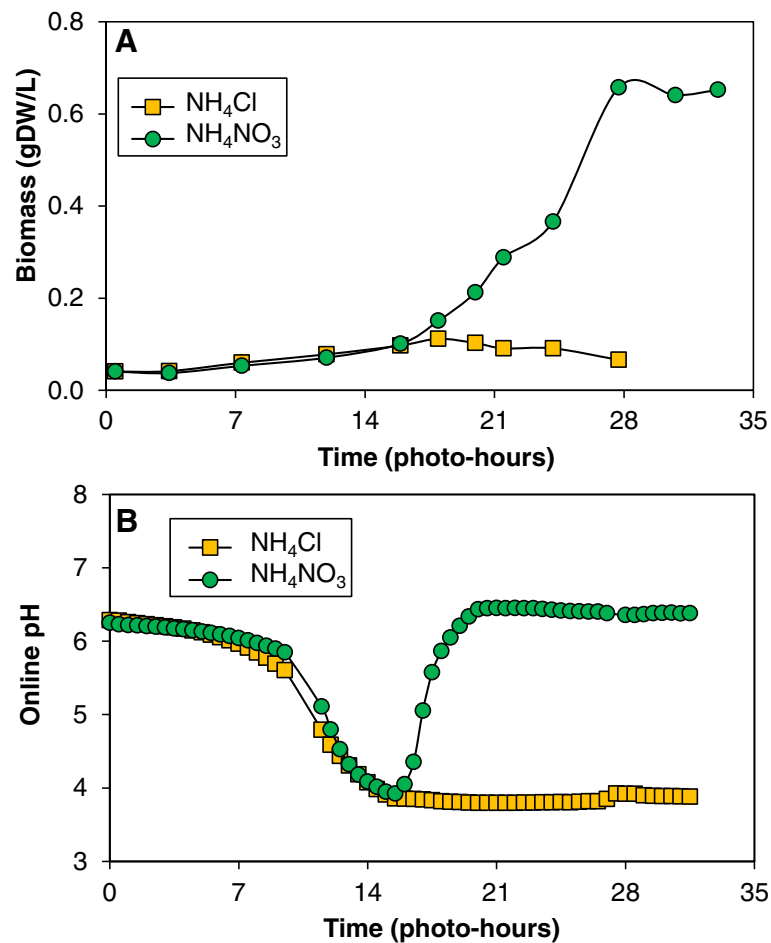 A
Biomass (gDW/L)
0.8
0.6
0.4
0.2
0.0
NH₄Cl
NH₄NO₃
0 7 14 21 28 35
Time (photo-hours)
B
Online pH
8
7
6
5
4
3
NH₄Cl
NH₄NO₃
0 7 14 21 28 35
Time (photo-hours)